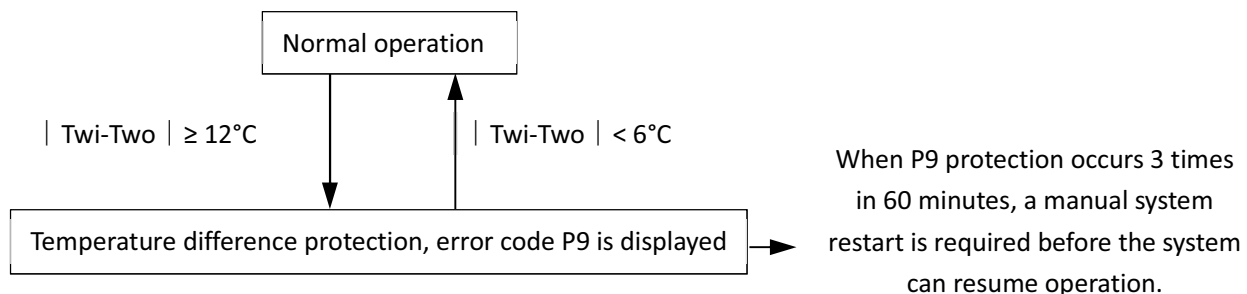 Normal operation
| Twi-Two | ≥ 12°C
| Twi-Two | < 6°C
Temperature difference protection, error code P9 is displayed
When P9 protection occurs 3 times
in 60 minutes, a manual system
restart is required before the system
can resume operation.